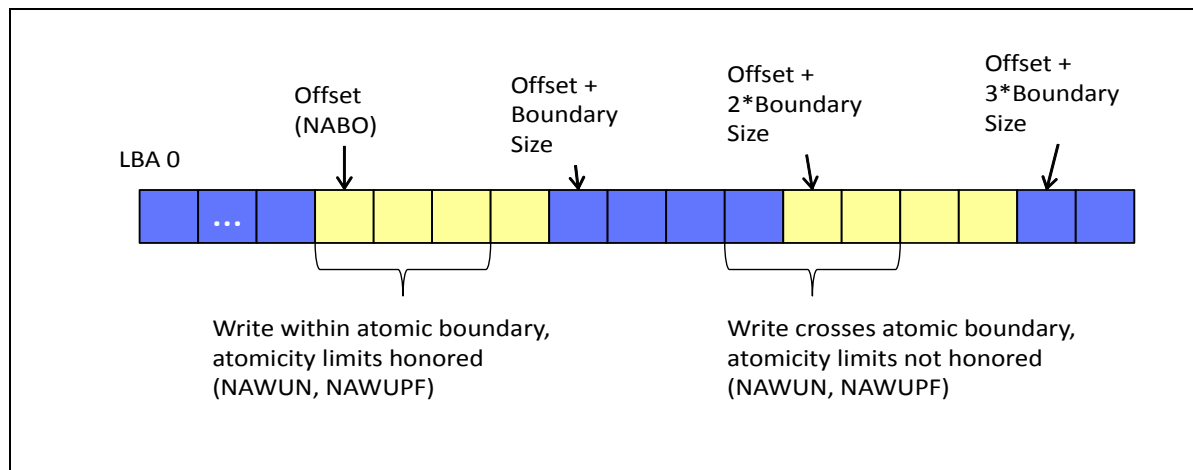 Offset
(NABO)
Offset +
Boundary
Size
Offset +
2*Boundary
Size
Offset +
3*Boundary
Size
LBA 0
...
Write within atomic boundary,
atomicity limits honored
(NAWUN, NAWUPF)
Write crosses atomic boundary,
atomicity limits not honored
(NAWUN, NAWUPF)